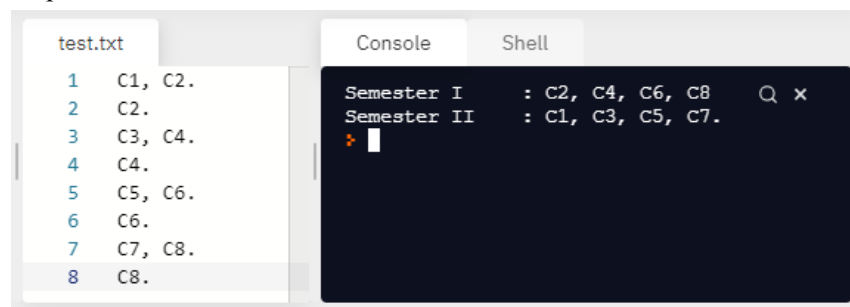 test.txt
1 C1, C2.
2 C2.
3 C3, C4.
4 C4.
5 C5, C6.
6 C6.
7 C7, C8.
8 C8.
Console Shell
Semester I : C2, C4, C6, C8
Semester II : C1, C3, C5, C7.